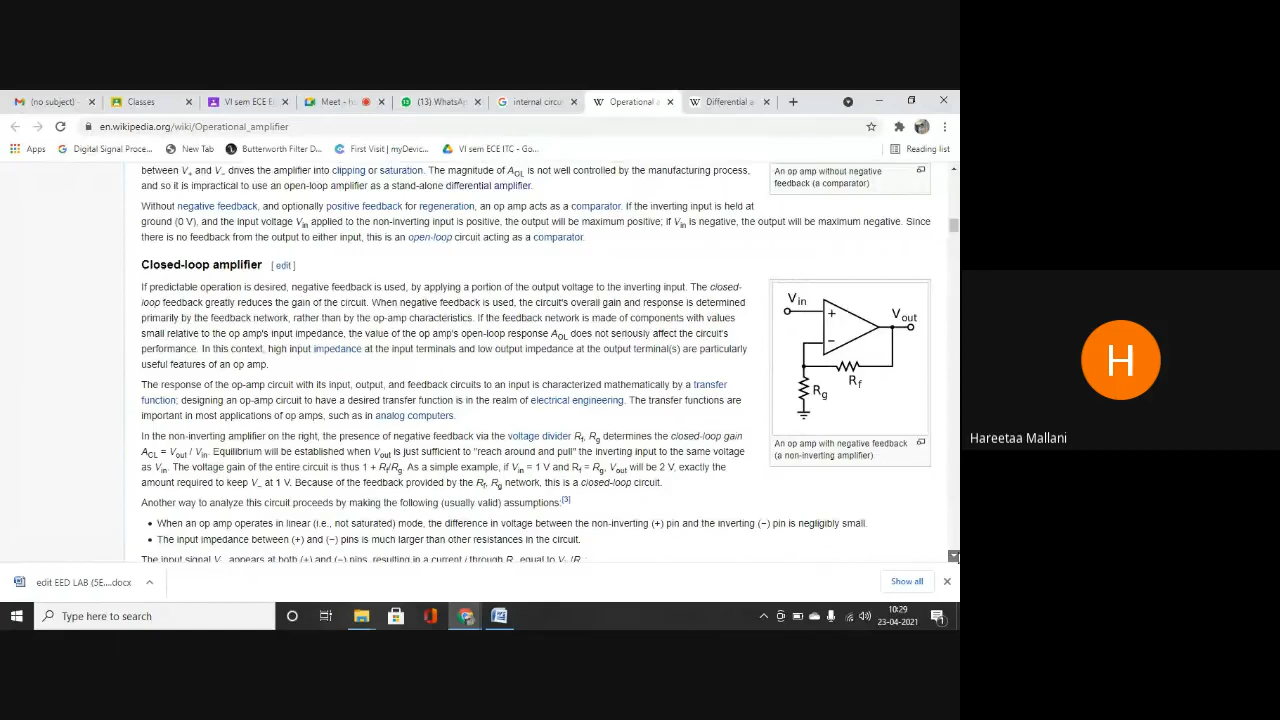 (no subject) -
Classes
VI sem ECE E
Meet - h
(13) WhatsA
internal circu
Operational a
Differential a
en.wikipedia.org/wiki/Operational_amplifier
Apps
Digital Signal Proce...
New Tab
Butterworth Filter D...
First Visit | myDevic...
VI sem ECE ITC - Go...
Reading list
between V+ and V− drives the amplifier into clipping or saturation. The magnitude of AOL is not well controlled by the manufacturing process,
and so it is impractical to use an open-loop amplifier as a stand-alone differential amplifier.
An op amp without negative
feedback (a comparator)
Without negative feedback, and optionally positive feedback for regeneration, an op amp acts as a comparator. If the inverting input is held at
ground (0 V), and the input voltage Vin applied to the non-inverting input is positive, the output will be maximum positive; if Vin is negative, the output will be maximum negative. Since
there is no feedback from the output to either input, this is an open-loop circuit acting as a comparator.
Closed-loop amplifier [ edit ]
If predictable operation is desired, negative feedback is used, by applying a portion of the output voltage to the inverting input. The closed-
loop feedback greatly reduces the gain of the circuit. When negative feedback is used, the circuit's overall gain and response is determined
primarily by the feedback network, rather than by the op-amp characteristics. If the feedback network is made of components with values
small relative to the op amp's input impedance, the value of the op amp's open-loop response AOL does not seriously affect the circuit's
performance. In this context, high input impedance at the input terminals and low output impedance at the output terminal(s) are particularly
useful features of an op amp.
The response of the op-amp circuit with its input, output, and feedback circuits to an input is characterized mathematically by a transfer
function; designing an op-amp circuit to have a desired transfer function is in the realm of electrical engineering. The transfer functions are
important in most applications of op amps, such as in analog computers.
In the non-inverting amplifier on the right, the presence of negative feedback via the voltage divider Rf, Rg determines the closed-loop gain
ACL = Vout / Vin. Equilibrium will be established when Vout is just sufficient to "reach around and pull" the inverting input to the same voltage
as Vin. The voltage gain of the entire circuit is thus 1 + Rf/Rg. As a simple example, if Vin = 1 V and Rf = Rg, Vout will be 2 V, exactly the
amount required to keep V− at 1 V. Because of the feedback provided by the Rf, Rg network, this is a closed-loop circuit.
Another way to analyze this circuit proceeds by making the following (usually valid) assumptions:[3]
• When an op amp operates in linear (i.e., not saturated) mode, the difference in voltage between the non-inverting (+) pin and the inverting (−) pin is negligibly small.
• The input impedance between (+) and (−) pins is much larger than other resistances in the circuit.
The input signal V appears at both (+) and (−) pins, resulting in a current i through R equal to V /R
Vin
+
−
Vout
Rf
Rg
An op amp with negative feedback
(a non-inverting amplifier)
edit EED LAB (5E....docx
Show all
Type here to search
10:29
23-04-2021
1
H
Hareetaa Mallani